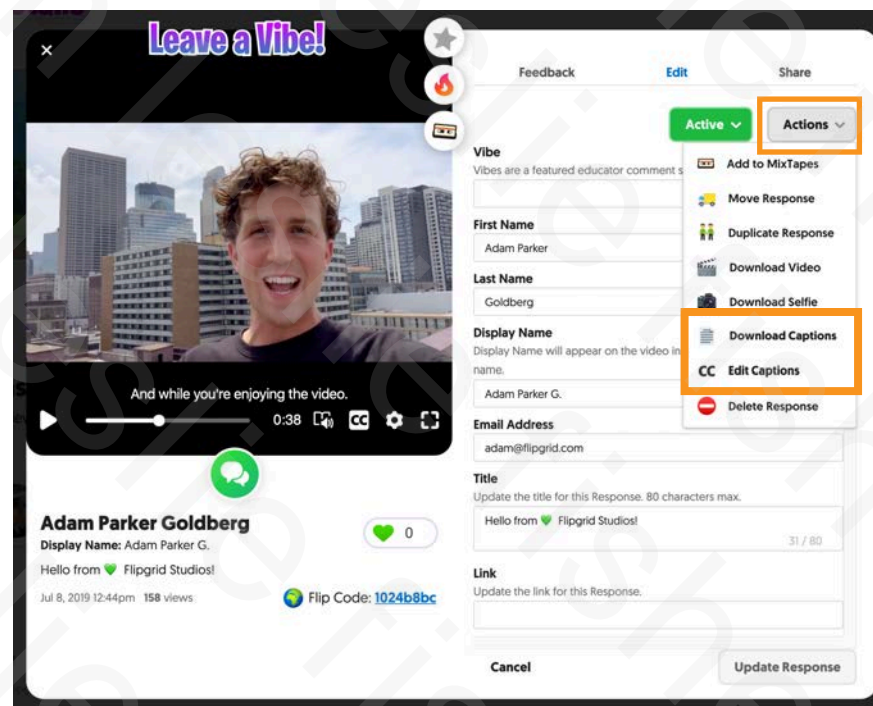 Leave a Vibe!
Feedback Edit Share
Active Actions
Vibe
Vibes are a featured educator comment s
First Name
Adam Parker
Last Name
Goldberg
Display Name
Display Name will appear on the video in
name.
Adam Parker G.
Email Address
adam@flipgrid.com
Title
Update the title for this Response. 80 characters max.
Hello from 💚 Flipgrid Studios!
31 / 80
Link
Update the link for this Response.
Cancel Update Response
Add to MixTapes
Move Response
Duplicate Response
Download Video
Download Selfie
Download Captions
CC Edit Captions
Delete Response
And while you're enjoying the video.
0:38 CC
Adam Parker Goldberg
Display Name: Adam Parker G.
0
Hello from 💚 Flipgrid Studios!
Jul 8, 2019 12:44pm 158 views Flip Code: 1024b8bc